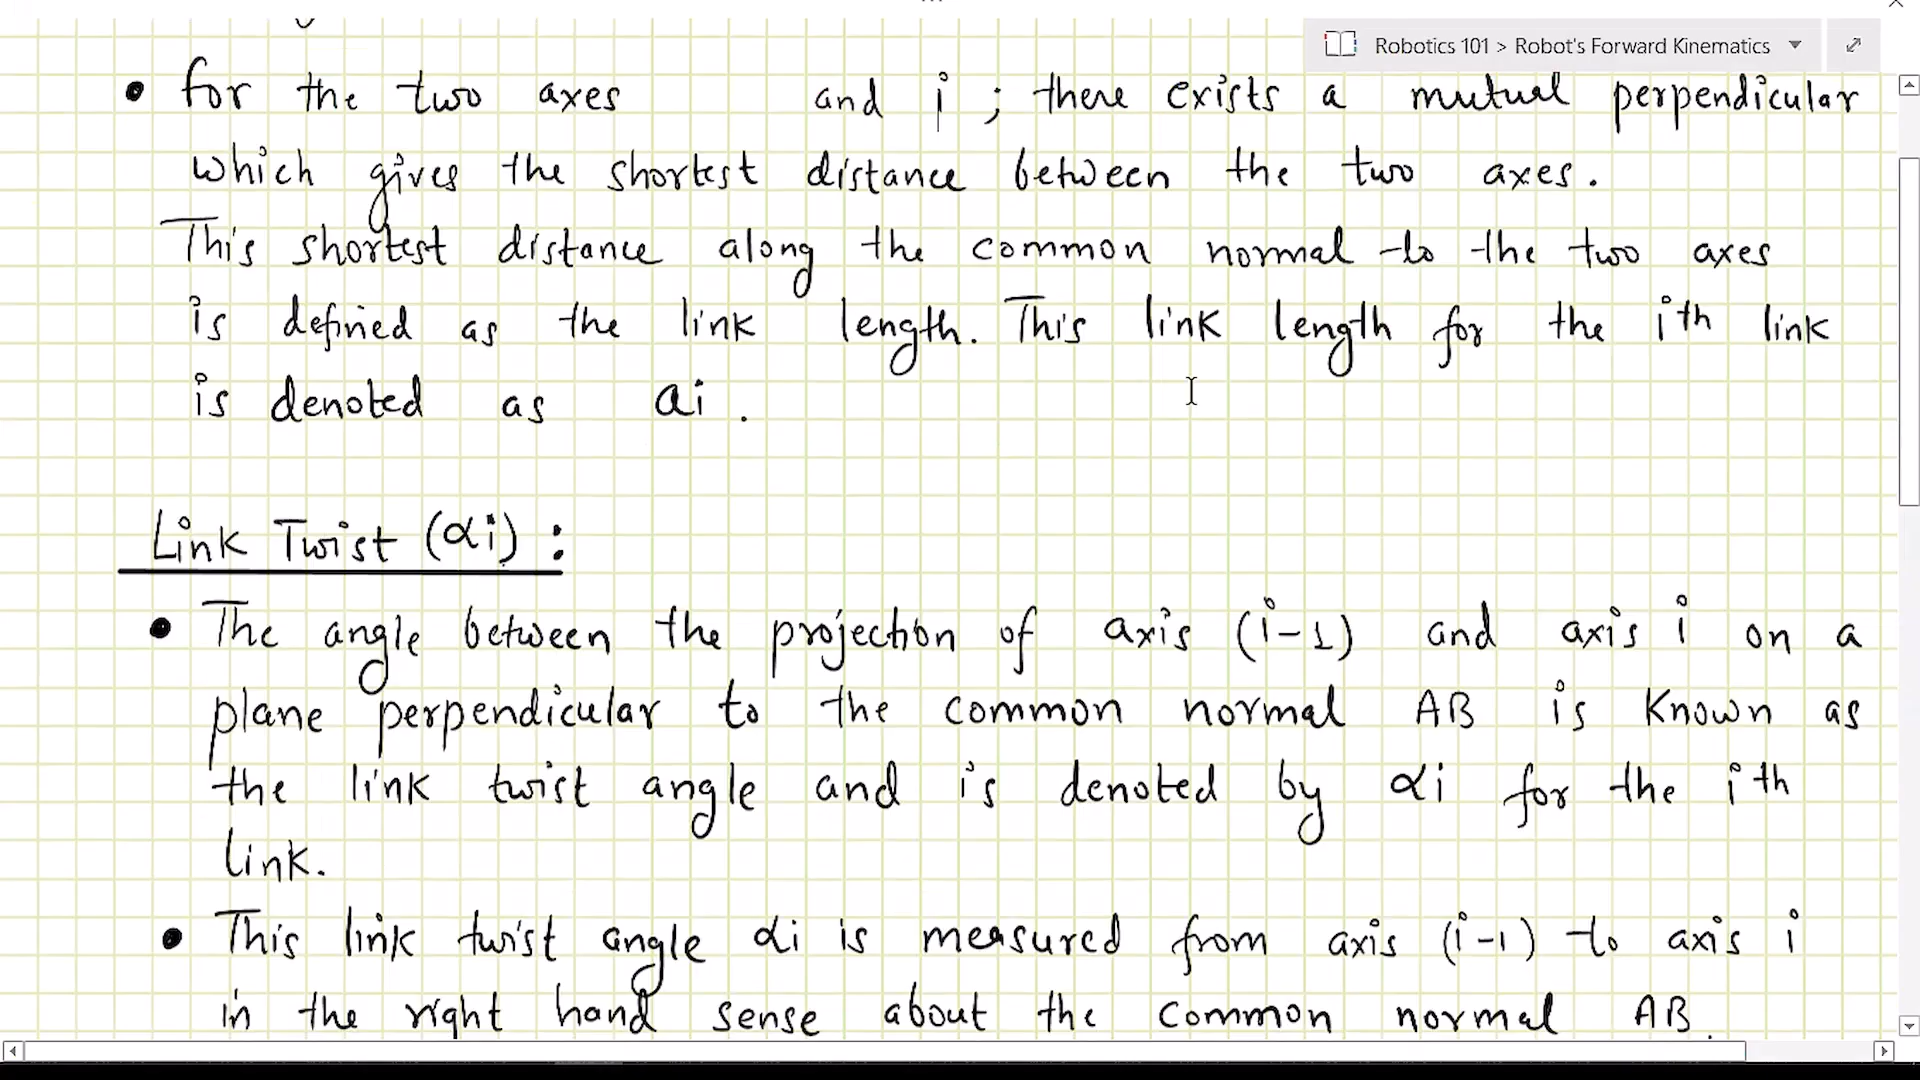 Robotics 101 > Robot's Forward Kinematics
• for the two axes and i ; there exists a mutual perpendicular
which gives the shortest distance between the two axes.
This shortest distance along the common normal to the two axes
is defined as the link length. This link length for the ith link
is denoted as ai .
Link Twist (αi) :
• The angle between the projection of axis (i-1) and axis i on a
plane perpendicular to the common normal AB is known as
the link twist angle and is denoted by αi for the ith
link.
• This link twist angle αi is measured from axis (i-1) to axis i
in the right hand sense about the common normal AB.